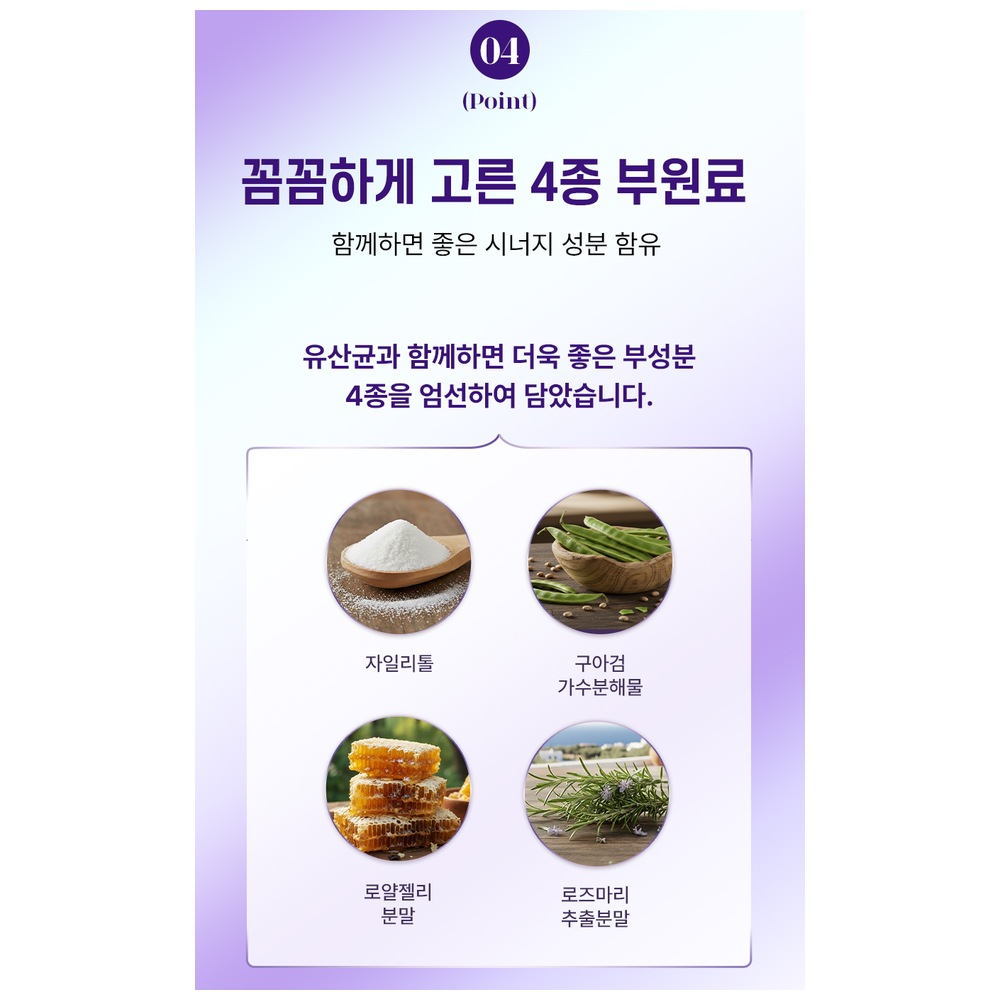 04
(Point)
꼼꼼하게 고른 4종 부원료
함께하면 좋은 시너지 성분 함유
유산균과 함께하면 더욱 좋은 부성분
4종을 엄선하여 담았습니다.
자일리톨
구아검
가수분해물
로얄젤리
분말
로즈마리
추출분말